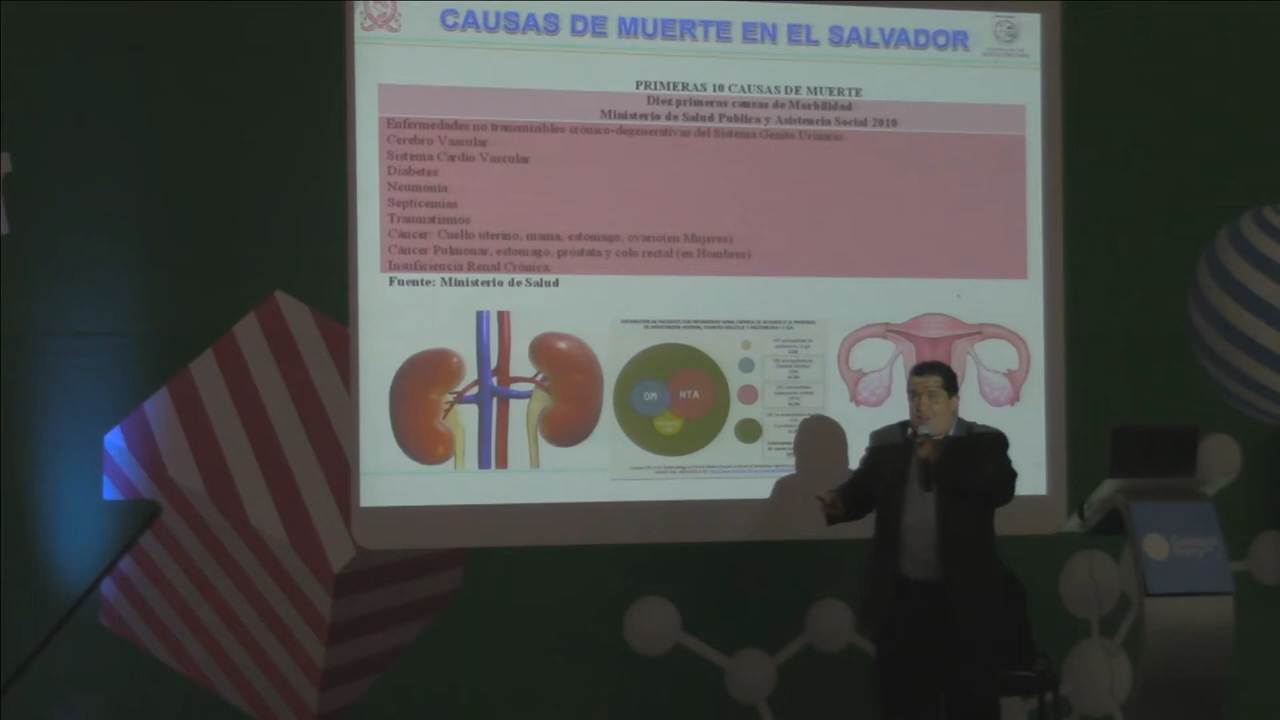 CAUSAS DE MUERTE EN EL SALVADOR
PRIMERAS 10 CAUSAS DE MUERTE
Diez primeras causas de Morbilidad
Ministerio de Salud Publica y Asistencia Social 2010
Enfermedades no transmisibles crónico-degenerativas del Sistema Genito Urinario
Cerebro Vascular
Sistema Cardio Vascular
Diabetes
Neumonía
Septicemias
Traumatismos
Cáncer: Cuello uterino, mama, estomago, ovario(en Mujeres)
Cáncer Pulmonar, estomago, próstata y colo rectal (en Hombres)
Insuficiencia Renal Crónica
Fuente: Ministerio de Salud
DM
HTA